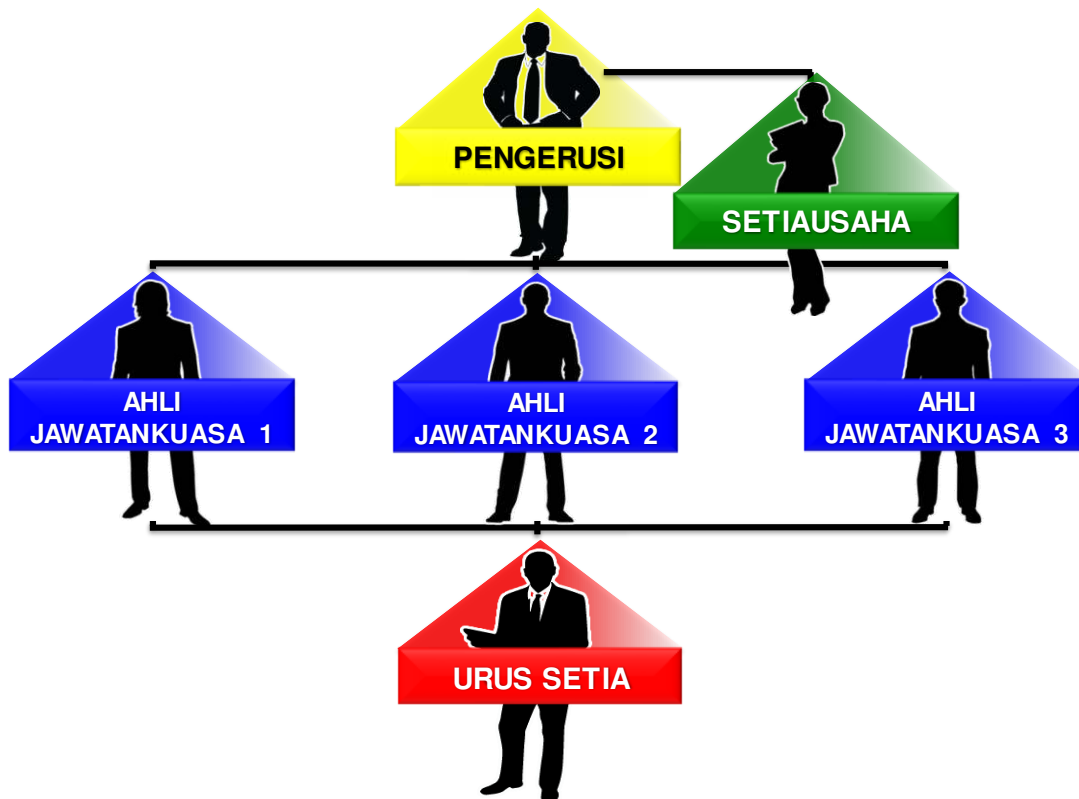 PENGERUSI
SETIAUSAHA
AHLI
JAWATANKUASA 1
AHLI
JAWATANKUASA 2
AHLI
JAWATANKUASA 3
URUS SETIA